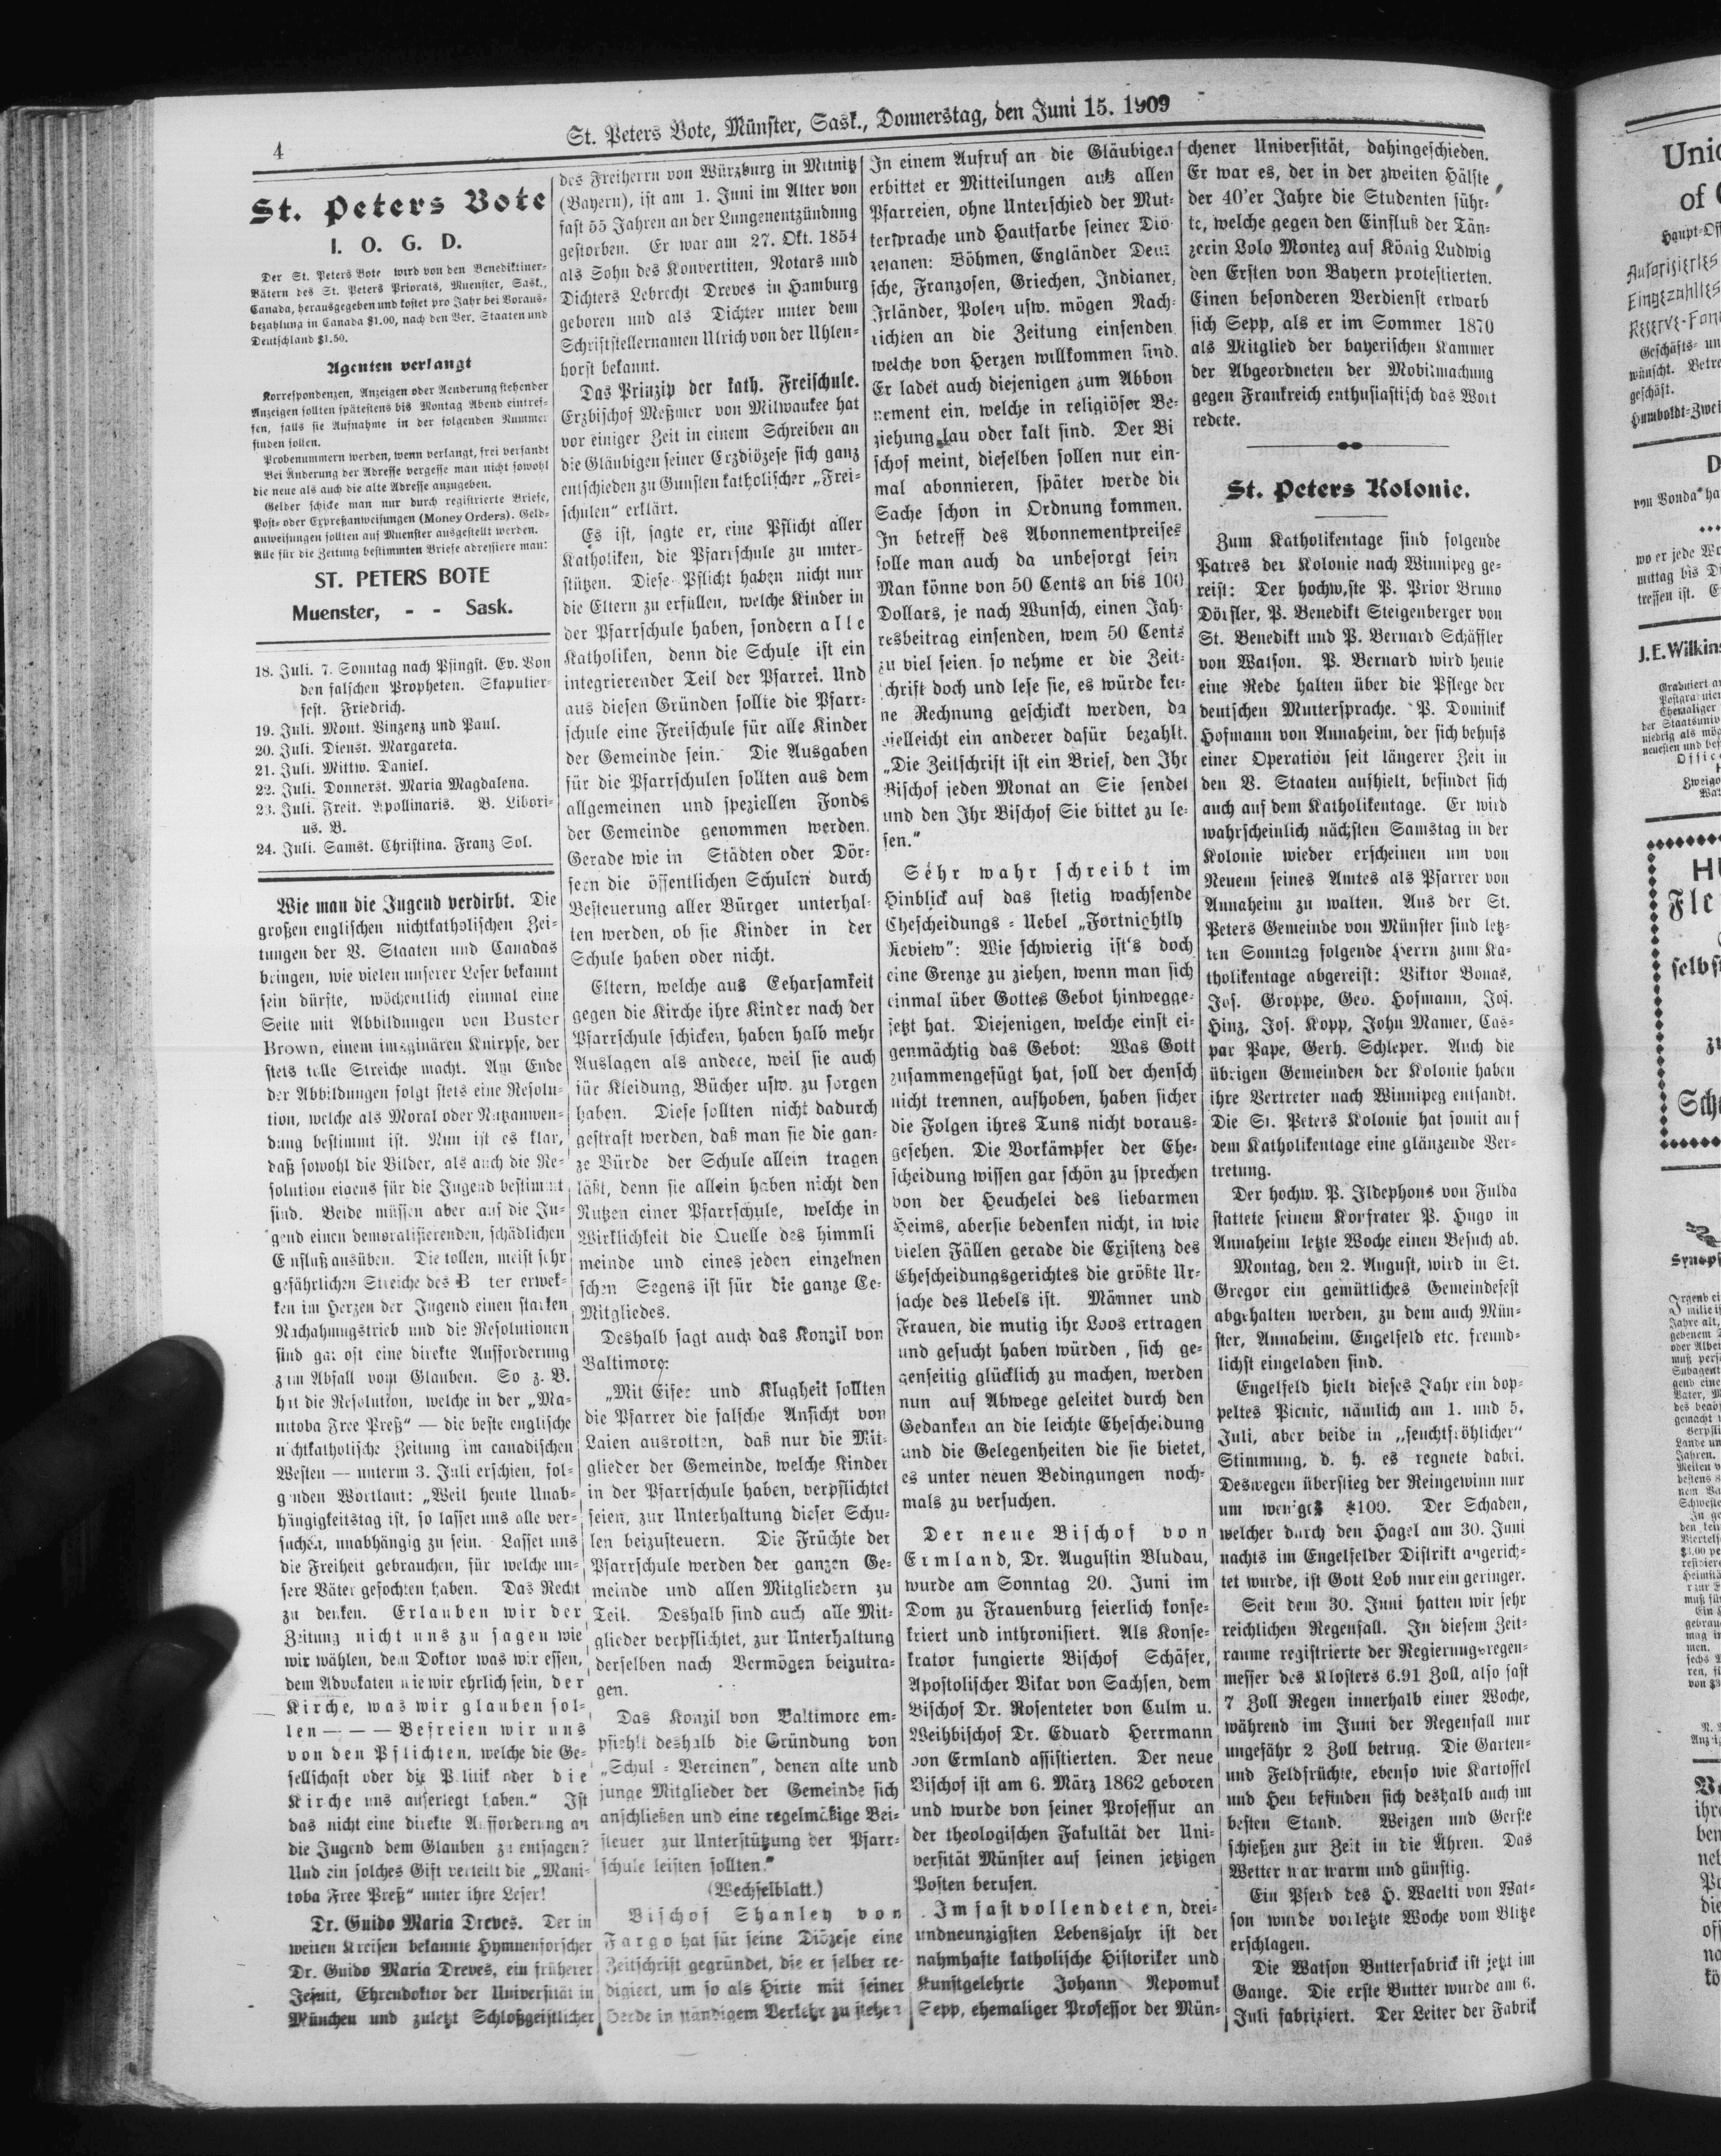 4
St. Peters Bote, Münster, Sask., Donnerstag, den Juni 15. 1909
St. Peters Bote
I. O. G. D.
Der St. Peters Bote wird von den Benediktiner-
Vätern des St. Peters Priorats, Muenster, Sask.,
Canada, herausgegeben und kostet pro Jahr bei Voraus-
bezahlung in Canada $1.00, nach den Ver. Staaten und
Deutschland $1.50.
Agenten verlangt
Korrespondenzen, Anzeigen oder Aenderung stehender
Anzeigen sollten spätestens bis Montag Abend eintref-
fen, falls sie Aufnahme in der folgenden Nummer
finden sollen.
Probenummern werden, wenn verlangt, frei versandt
Bei Änderung der Adresse vergesse man nicht sowohl
die neue als auch die alte Adresse anzugeben.
Gelder schicke man nur durch registrierte Briefe,
Post- oder Expreßanweisungen (Money Orders). Geld-
anweisungen sollten auf Muenster ausgestellt werden.
Alle für die Zeitung bestimmten Briefe adressiere man:
ST. PETERS BOTE
Muenster, - - Sask.
18. Juli. 7. Sonntag nach Pfingst. Ev. Von
den falschen Propheten. Skapulier-
fest. Friedrich.
19. Juli. Mont. Vinzenz und Paul.
20. Juli. Dienst. Margareta.
21. Juli. Mittw. Daniel.
22. Juli. Donnerst. Maria Magdalena.
23. Juli. Freit. Apollinaris. B. Libori-
us. B.
24. Juli. Samst. Christina. Franz Sol.
Wie man die Jugend verdirbt. Die
großen englischen nichtkatholischen Zei-
tungen der V. Staaten und Canadas
bringen, wie vielen unserer Leser bekannt
sein dürfte, wöchentlich einmal eine
Seite mit Abbildungen von Buster
Brown, einem imaginären Knirpse, der
stets tolle Streiche macht. Am Ende
der Abbildungen folgt stets eine Resolu-
tion, welche als Moral oder Nutzanwen-
dung bestimmt ist. Nun ist es klar,
daß sowohl die Bilder, als auch die Re-
solution eigens für die Jugend bestimmt
sind. Beide müssen aber auf die Ju-
gend einen demoralisierenden, schädlichen
E nfluß ausüben. Die tollen, meist sehr
gefährlichen Streiche des B ter erwek-
ken im Herzen der Jugend einen starken
Nachahmugstrieb und die Resolutionen
sind gar oft eine direkte Aufforderung
zum Abfall vom Glauben. So z. B.
hat die Resolution, welche in der „Ma-
nitoba Free Preß" — die beste englische
nichtkatholische Zeitung im canadischen
Westen — unterm 3. Juli erschien, fol-
genden Wortlaut: „Weil heute Unab-
hängigkeitstag ist, so lasset uns alle ver-
suchen, unabhängig zu sein. Lasset uns
die Freiheit gebrauchen, für welche un-
sere Väter gefochten haben. Das Recht
zu denken. Erlauben wir der
Zeitung nicht uns zu sagen wie
wir wählen, dem Doktor was wir essen,
dem Advokaten wie wir ehrlich sein, der
Kirche, was wir glauben sol-
len — — — Befreien wir uns
von den Pflichten, welche die Ge-
sellschaft oder die Politik oder die
Kirche uns auferlegt haben." Ist
das nicht eine direkte Aufforderung an
die Jugend dem Glauben zu entsagen?
Und ein solches Gift verteilt die „Mani-
toba Free Preß" unter ihre Leser!
Dr. Guido Maria Dreves. Der in
weiten Kreisen bekannte Hymnenforscher
Dr. Guido Maria Dreves, ein früherer
Jesuit, Ehrendoktor der Universität in
München und zuletzt Schloßgeistlicher
des Freiherrn von Würzburg in Mitnitz
(Bayern), ist am 1. Juni im Alter von
fast 55 Jahren an der Lungenentzündung
gestorben. Er war am 27. Okt. 1854
als Sohn des Konvertiten, Notars und
Dichters Lebrecht Dreves in Hamburg
geboren und als Dichter unter dem
Schriftstellernamen Ulrich von der Uhlen-
horst bekannt.
Das Prinzip der kath. Freischule.
Erzbischof Meßmer von Milwaukee hat
vor einiger Zeit in einem Schreiben an
die Gläubigen seiner Erzdiözese sich ganz
entschieden zu Gunsten katholischer „Frei-
schulen" erklärt.
Es ist, sagte er, eine Pflicht aller
Katholiken, die Pfarrschule zu unter-
stützen. Diese Pflicht haben nicht nur
die Eltern zu erfüllen, welche Kinder in
der Pfarrschule haben, sondern alle
Katholiken, denn die Schule ist ein
integrierender Teil der Pfarrei. Und
aus diesen Gründen sollte die Pfarr-
schule eine Freischule für alle Kinder
der Gemeinde sein. Die Ausgaben
für die Pfarrschulen sollten aus dem
allgemeinen und speziellen Fonds
der Gemeinde genommen werden.
Gerade wie in Städten oder Dör-
fern die öffentlichen Schulen durch
Besteuerung aller Bürger unterhal-
ten werden, ob sie Kinder in der
Schule haben oder nicht.
Eltern, welche aus Geharsamkeit
gegen die Kirche ihre Kinder nach der
Pfarrschule schicken, haben halb mehr
Auslagen als andece, weil sie auch
für Kleidung, Bücher usw. zu sorgen
haben. Diese sollten nicht dadurch
gestraft werden, daß man sie die gan-
ze Bürde der Schule allein tragen
läßt, denn sie allein haben nicht den
Nutzen einer Pfarrschule, welche in
Wirklichkeit die Quelle des himmli
meinde und eines jeden einzelnen
schen Segens ist für die ganze Ge-
Mitgliedes.
Deshalb sagt auch das Konzil von
Baltimore:
„Mit Eifer und Klugheit sollten
die Pfarrer die falsche Ansicht von
Laien ausrotten, daß nur die Mit-
glieder der Gemeinde, welche Kinder
in der Pfarrschule haben, verpflichtet
seien, zur Unterhaltung dieser Schu-
len beizusteuern. Die Früchte der
Pfarrschule werden der ganzen Ge-
meinde und allen Mitgliedern zu
Teil. Deshalb sind auch alle Mit-
glieder verpflichtet, zur Unterhaltung
derselben nach Vermögen beizutra-
gen.
Das Konzil von Baltimore em-
pfiehlt deshalb die Gründung von
„Schul-Vereinen", denen alte und
junge Mitglieder der Gemeinde sich
anschließen und eine regelmäßige Bei-
steuer zur Unterstützung der Pfarr-
schule leisten sollten."
(Wechselblatt.)
Bischof Shanley von
Fargo hat für seine Diözese eine
Zeitschrift gegründet, die er selber re-
digiert, um so als Hirte mit seiner
Herde in ständigem Verkehr zu stehen
In einem Aufruf an die Gläubigen
erbittet er Mitteilungen aus allen
Pfarreien, ohne Unterschied der Mut-
tersprache und Hautfarbe seiner Diö-
zesanen: Böhmen, Engländer Deut
sche, Franzosen, Griechen, Indianer,
Irländer, Polen usw. mögen Nach-
richten an die Zeitung einsenden
welche von Herzen willkommen sind.
Er ladet auch diejenigen zum Abbon
nement ein, welche in religiöser Be-
ziehung lau oder kalt sind. Der Bi
schof meint, dieselben sollen nur ein-
mal abonnieren, später werde die
Sache schon in Ordnung kommen.
In betreff des Abonnementpreises
solle man auch da unbesorgt sein
Man könne von 50 Cents an bis 100
Dollars, je nach Wunsch, einen Jah-
resbeitrag einsenden, wem 50 Cents
zu viel seien, so nehme er die Zeit-
schrift doch und lese sie, es würde kei-
ne Rechnung geschickt werden, da
vielleicht ein anderer dafür bezahlt.
„Die Zeitschrift ist ein Brief, den Ihr
Bischof jeden Monat an Sie sendet
und den Ihr Bischof Sie bittet zu le-
sen."
Sehr wahr schreibt im
Hinblick auf das stetig wachsende
Ehescheidungs-Uebel „Fortnightly
Review": Wie schwierig ist's doch
eine Grenze zu ziehen, wenn man sich
einmal über Gottes Gebot hinwegge-
setzt hat. Diejenigen, welche einst ei-
genmächtig das Gebot: Was Gott
zusammengefügt hat, soll der chensch
nicht trennen, aufhoben, haben sicher
die Folgen ihres Tuns nicht voraus-
gesehen. Die Vorkämpfer der Ehe-
scheidung wissen gar schön zu sprechen
von der Heuchelei des liebarmen
Heims, abersie bedenken nicht, in wie
vielen Fällen gerade die Existenz des
Ehescheidungsgerichtes die größte Ur-
sache des Uebels ist. Männer und
Frauen, die mutig ihr Loos ertragen
und gesucht haben würden, sich ge-
genseitig glücklich zu machen, werden
nun auf Abwege geleitet durch den
Gedanken an die leichte Ehescheidung
und die Gelegenheiten die sie bietet,
es unter neuen Bedingungen noch-
mals zu versuchen.
Der neue Bischof von
Ermland, Dr. Augustin Bludau,
wurde am Sonntag 20. Juni im
Dom zu Frauenburg feierlich konse-
kriert und inthronisiert. Als Konse-
krator fungierte Bischof Schäfer,
Apostolischer Vikar von Sachsen, dem
Bischof Dr. Rosenteter von Culm u.
Weihbischof Dr. Eduard Herrmann
von Ermland assistierten. Der neue
Bischof ist am 6. März 1862 geboren
und wurde von seiner Professur an
der theologischen Fakultät der Uni-
versität Münster auf seinen jetzigen
Posten berufen.
Im fast vollendeten, drei-
undneunzigsten Lebensjahr ist der
nahmhafte katholische Historiker und
Kunstgelehrte Johann Nepomuk
Sepp, ehemaliger Professor der Mün-
chener Universität, dahingeschieden.
Er war es, der in der zweiten Hälfte
der 40'er Jahre die Studenten führ-
te, welche gegen den Einfluß der Tän-
zerin Lolo Montez auf König Ludwig
den Ersten von Bayern protestierten.
Einen besonderen Verdienst erwarb
sich Sepp, als er im Sommer 1870
als Mitglied der bayerischen Kammer
der Abgeordneten der Mobilmachung
gegen Frankreich enthusiastisch das Wort
redete.
St. Peters Kolonie.
Zum Katholikentage sind folgende
Patres der Kolonie nach Winnipeg ge-
reist: Der hochw,ste P. Prior Bruno
Dörfler, P. Benedikt Steigenberger von
St. Benedikt und P. Bernard Schäffler
von Watson. P. Bernard wird heute
eine Rede halten über die Pflege der
deutschen Muttersprache. P. Dominik
Hofmann von Annaheim, der sich behufs
einer Operation seit längerer Zeit in
den V. Staaten aufhielt, befindet sich
auch auf dem Katholikentage. Er wird
wahrscheinlich nächsten Samstag in der
Kolonie wieder erscheinen um von
Neuem seines Amtes als Pfarrer von
Annaheim zu walten. Aus der St.
Peters Gemeinde von Münster sind letz-
ten Sonntag folgende Herrn zum Ka-
tholikentage abgereist: Viktor Bonas,
Jos. Groppe, Geo. Hofmann, Jos.
Hinz, Jos. Kopp, John Mamer, Cas-
par Pape, Gerh. Schleper. Auch die
übrigen Gemeinden der Kolonie haben
ihre Vertreter nach Winnipeg entsandt.
Die St. Peters Kolonie hat somit auf
dem Katholikentage eine glänzende Ver-
tretung.
Der hochw. P. Ildephons von Fulda
stattete seinem Konfrater P. Hugo in
Annaheim letzte Woche einen Besuch ab.
Montag, den 2. August, wird in St.
Gregor ein gemütliches Gemeindefest
abgehalten werden, zu dem auch Mün-
ster, Annaheim, Engelfeld etc. freund-
lichst eingeladen sind.
Engelfeld hielt dieses Jahr ein dop-
peltes Picnic, nämlich am 1. und 5.
Juli, aber beide in „feuchtfröhlicher"
Stimmung, d. h. es regnete dabei.
Deswegen überstieg der Reingewinn nur
um weniges $100. Der Schaden,
welcher durch den Hagel am 30. Juni
nachts im Engelfelder Distrikt angerich-
tet wurde, ist Gott Lob nur ein geringer.
Seit dem 30. Juni hatten wir sehr
reichlichen Regenfall. In diesem Zeit-
raume registrierte der Regierungsregen-
messer des Klosters 6.91 Zoll, also fast
7 Zoll Regen innerhalb einer Woche,
während im Juni der Regenfall nur
ungefähr 2 Zoll betrug. Die Garten-
und Feldfrüchte, ebenso wie Kartoffel
und Heu befinden sich deshalb auch im
besten Stand. Weizen und Gerste
schießen zur Zeit in die Ähren. Das
Wetter war warm und günstig.
Ein Pferd des H. Waelti von Wat-
son wurde vorletzte Woche vom Blitze
erschlagen.
Die Watson Butterfabrick ist jetzt im
Gange. Die erste Butter wurde am 6.
Juli fabriziert. Der Leiter der Fabrik